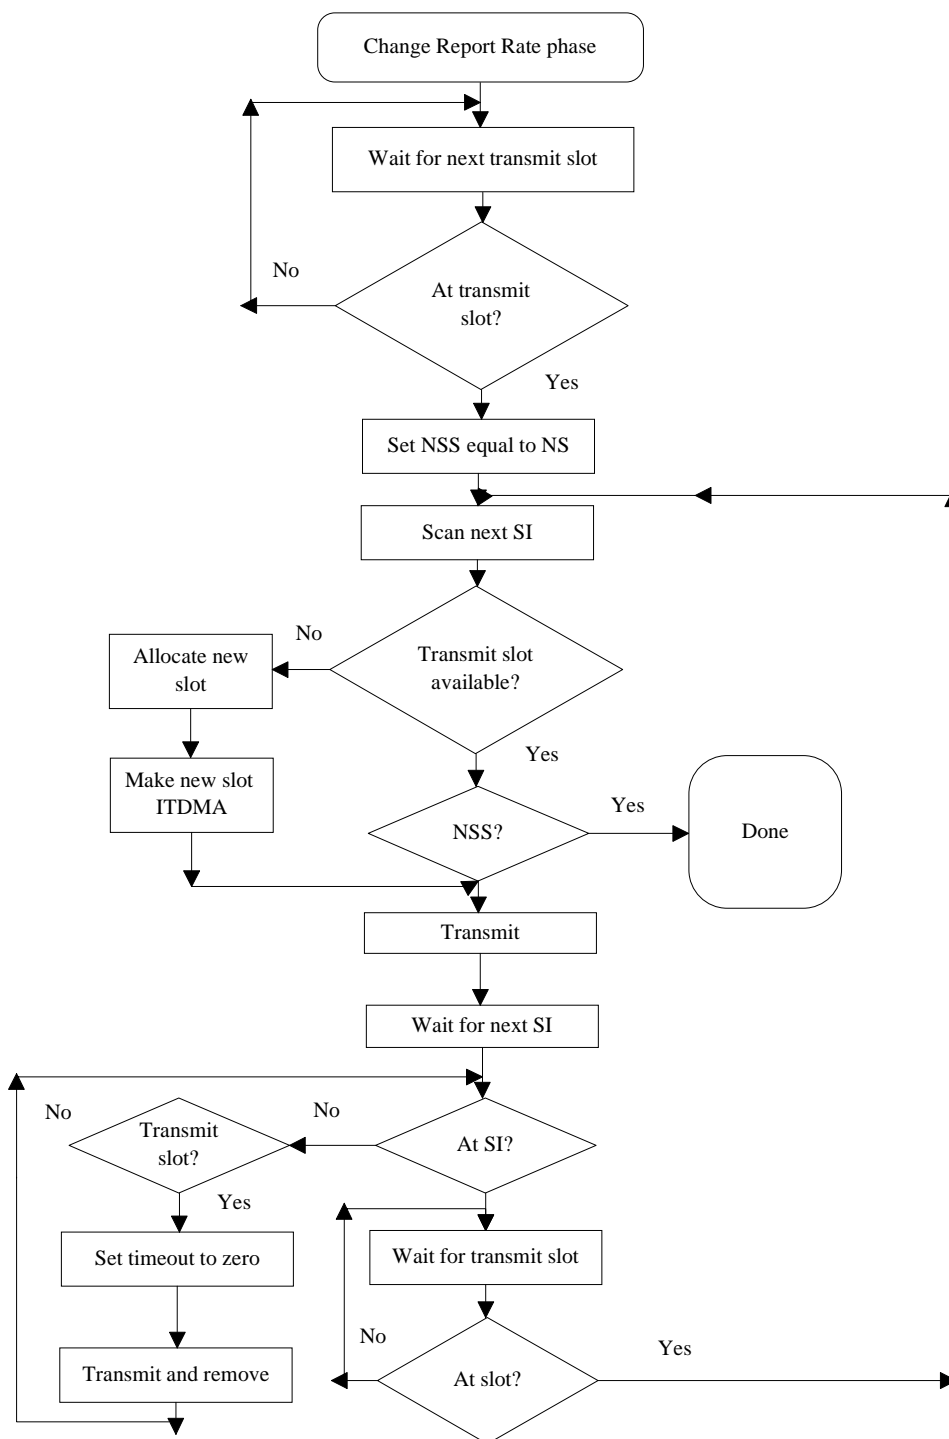 Change Report Rate phase
Wait for next transmit slot
No
At transmit
slot?
Yes
Set NSS equal to NS
Scan next SI
No
Allocate new
slot
Transmit slot
available?
Yes
Make new slot
ITDMA
NSS?
Yes
Done
Transmit
Wait for next SI
No
No
Transmit
slot?
At SI?
Yes
Set timeout to zero
Wait for transmit slot
No
Yes
Transmit and remove
At slot?